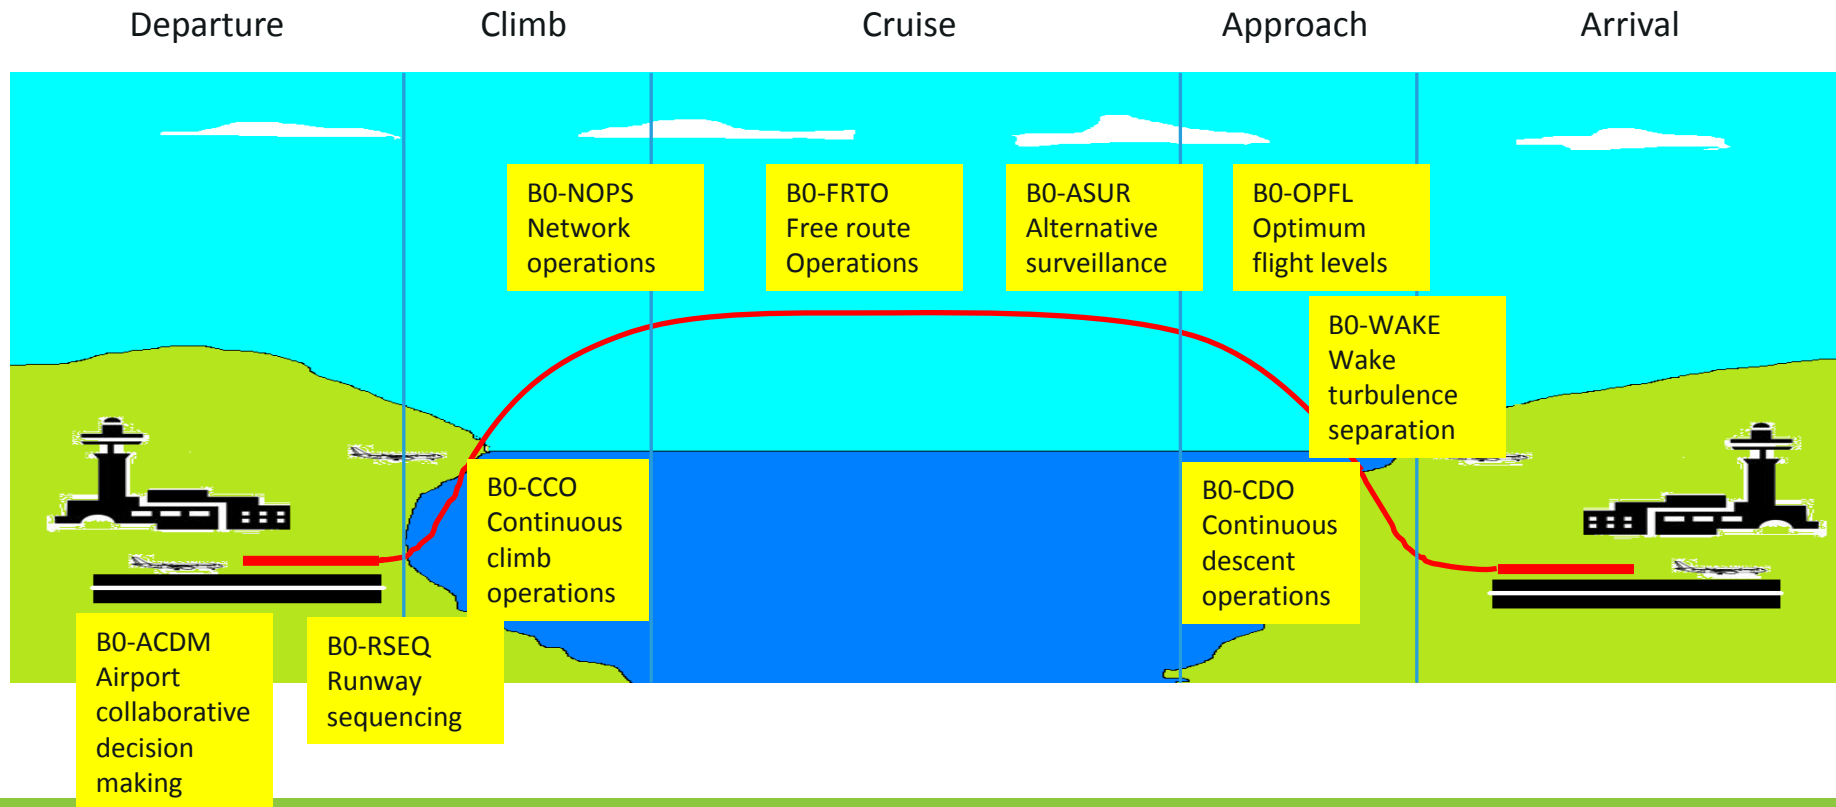 Departure
Climb
Cruise
Approach
Arrival
B0-NOPS
Network
operations
B0-FRTO
Free route
Operations
B0-ASUR
Alternative
surveillance
B0-OPFL
Optimum
flight levels
B0-WAKE
Wake
turbulence
separation
B0-CCO
Continuous
climb
operations
B0-CDO
Continuous
descent
operations
B0-ACDM
Airport
collaborative
decision
making
B0-RSEQ
Runway
sequencing